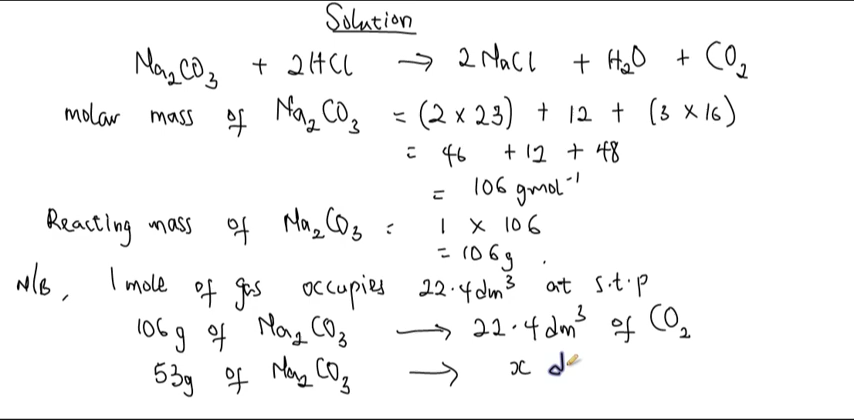 Solution
Na₂CO₃ + 2HCl → 2NaCl + H₂O + CO₂
molar mass of Na₂CO₃ = (2 x 23) + 12 + (3 x 16)
= 46 + 12 + 48
= 106 gmol⁻¹
Reacting mass of Na₂CO₃ = 1 x 106
= 106g.
N/B, 1 mole of gas occupies 22.4dm³ at s.t.p
106g of Na₂CO₃ → 22.4dm³ of CO₂
53g of Na₂CO₃ → x d